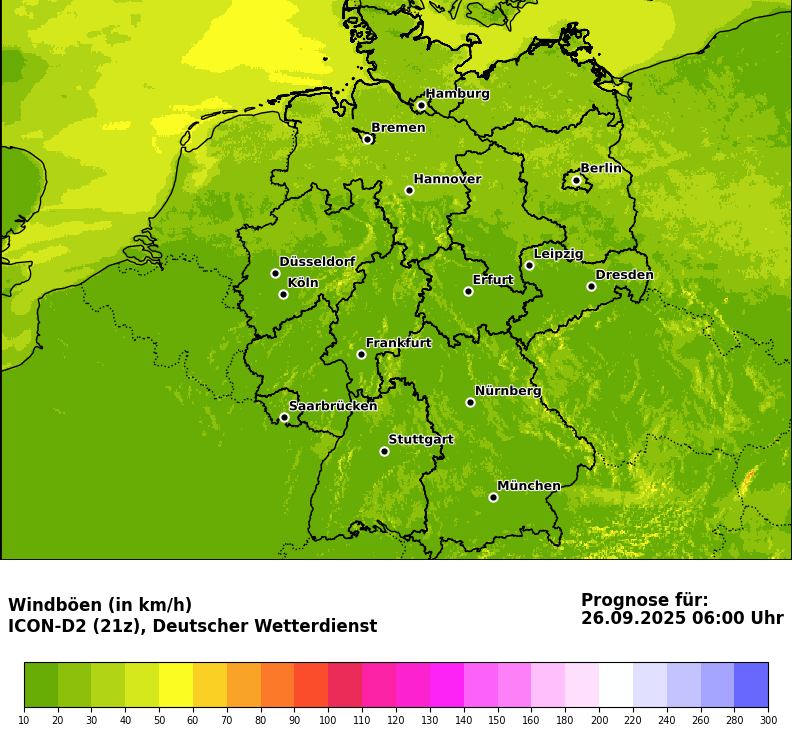 Hamburg
Bremen
Berlin
Hannover
Leipzig
Düsseldorf
Dresden
Köln
Erfurt
Frankfurt
Nürnberg
Saarbrücken
Stuttgart
München
Windböen (in km/h)
ICON-D2 (21z), Deutscher Wetterdienst
Prognose für:
26.09.2025 06:00 Uhr
10 20 30 40 50 60 70 80 90 100 110 120 130 140 150 160 180 200 220 240 260 280 300